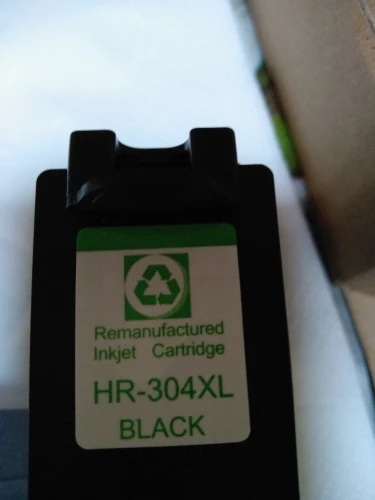 Remanufactured
Inkjet Cartridge
HR-304XL
BLACK